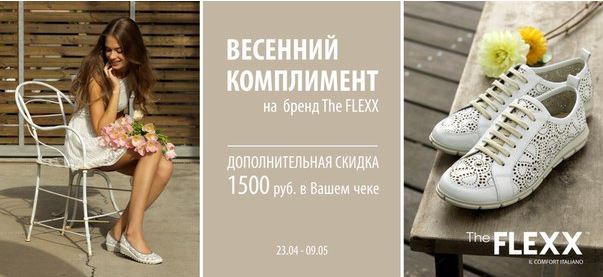 ВЕСЕННИЙ
КОМПЛИМЕНТ
на бренд The FLEXX
ДОПОЛНИТЕЛЬНАЯ СКИДКА
1500 руб. в Вашем чеке
23.04 - 09.05
The FLEXX™
IL COMFORT ITALIANO